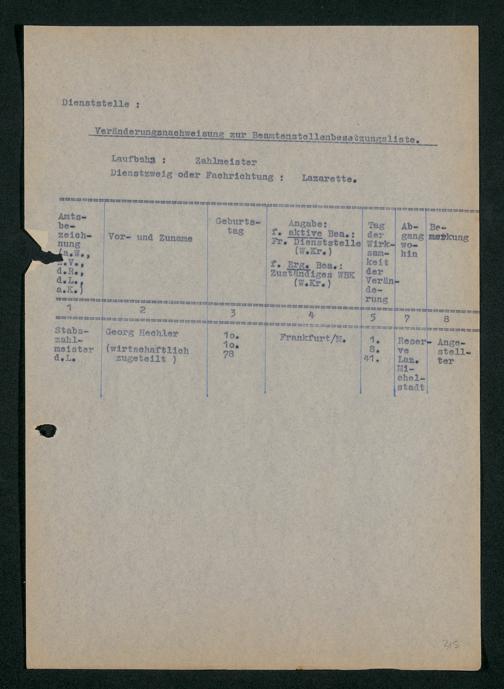 Dienststelle :
Veränderungsnachweisung zur Beamtenstellenbesetzungsliste.
Laufbahn : Zahlmeister
Dienstzweig oder Fachrichtung : Lazarette.
Amts-
be-
zeich-
nung
(a.W.,
z.V.,
d.R.,
d.L.,
a.K.)
Vor- und Zuname
Geburts-
tag
Angabe:
f. aktive Bea.:
Fr. Dienststelle
(W.Kr.)
f. Erg. Bea.:
Zuständiges WBK
(W.Kr.)
Tag
der
Wirk-
sam-
keit
der
Verän-
de-
rung
Ab-
gang
wo-
hin
Be-
merkung
1 2 3 4 5 7 8
Stabs-
zahl-
meister
d.L.
Georg Hechler
(wirtschaftlich
zugeteilt )
1o.
1o.
78
Frankfurt/M.
1.
8.
41.
Reser-
ve
Laz.
Mi-
chel-
stadt
Ange-
stell-
ter